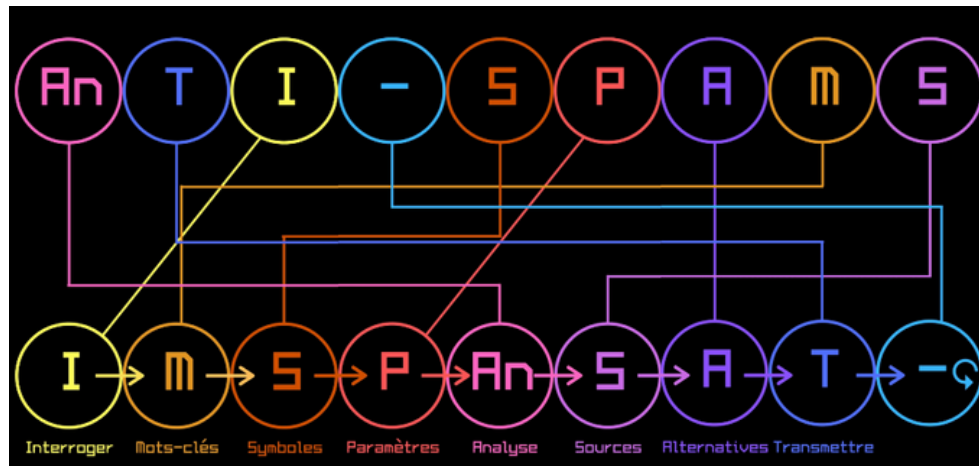 An T I - S P A M S
I M S P An S A T -
Interroger Mots-clés Symboles Paramètres Analyse Sources Alternatives Transmettre